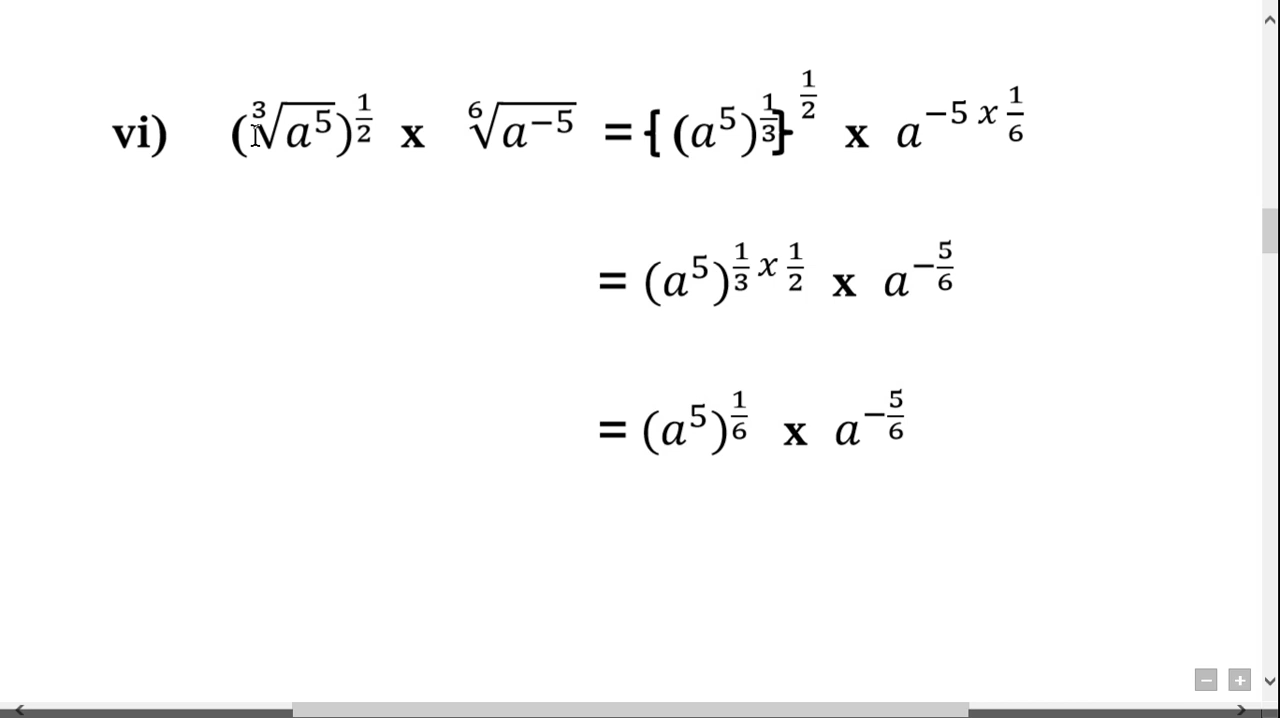 vi) (∛a⁵)^(1/2) x ⁶√a⁻⁵ = { (a⁵)^(1/3) }^(1/2) x a^(−5 x 1/6)
= (a⁵)^(1/3 x 1/2) x a^(−5/6)
= (a⁵)^(1/6) x a^(−5/6)